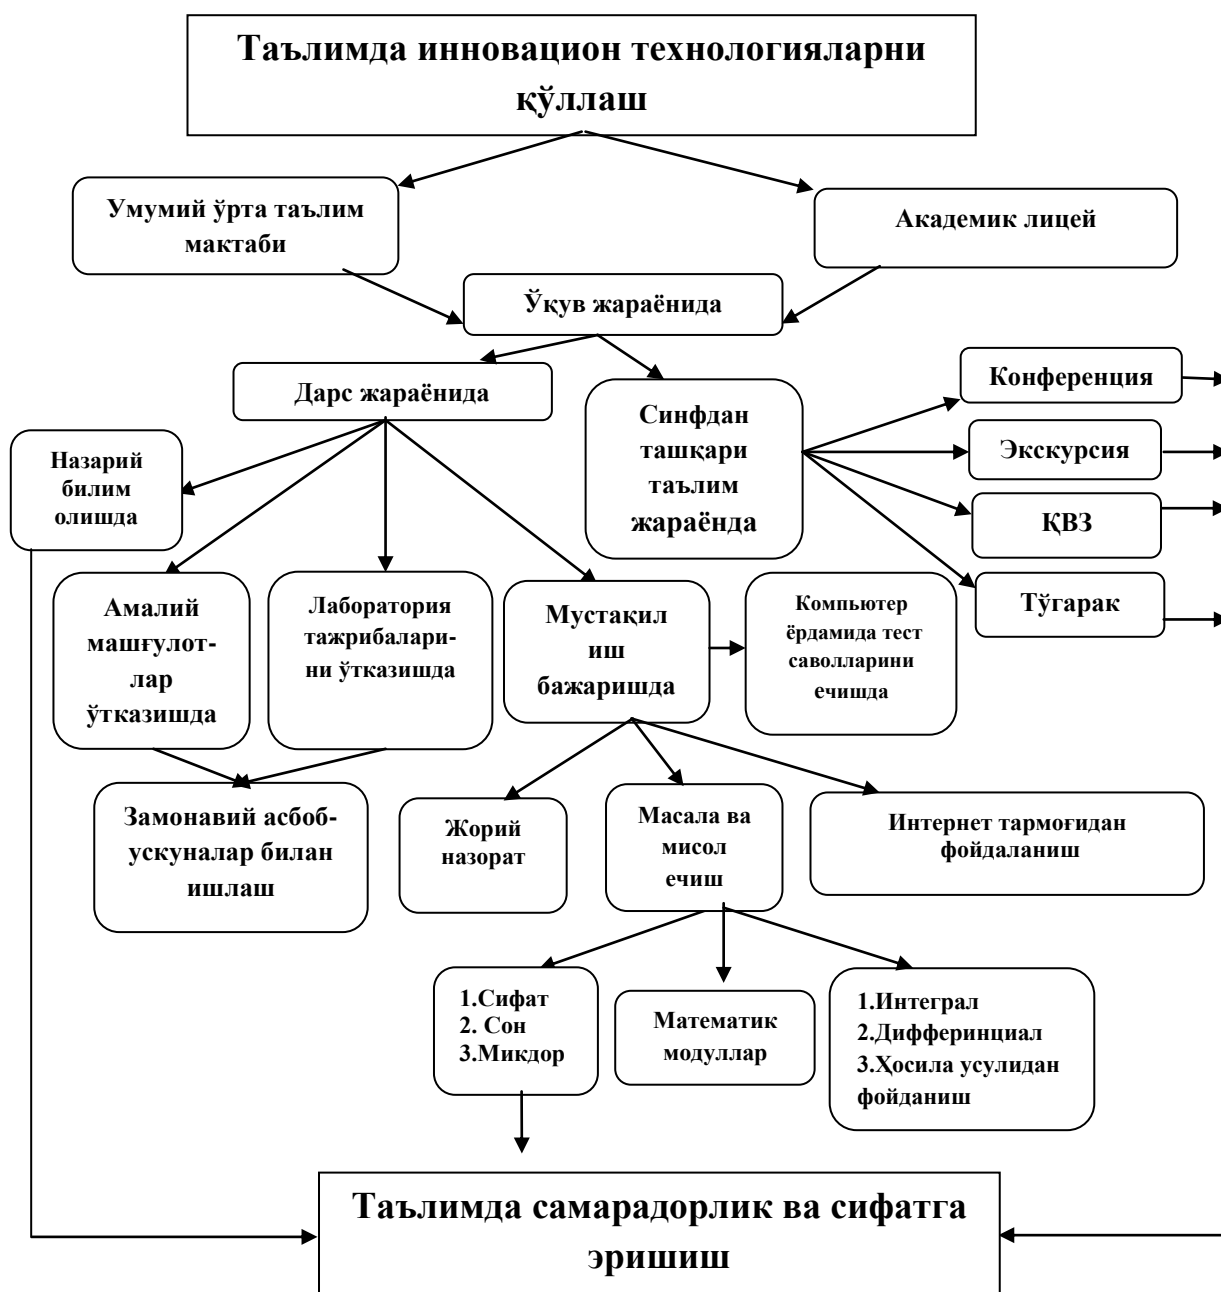 Таълимда инновацион технологияларни
қўллаш
Умумий ўрта таълим
мактаби
Академик лицей
Ўқув жараёнида
Дарс жараёнида
Синфдан
ташқари
таълим
жараёнда
Конференция
Экскурсия
ҚВЗ
Тўгарак
Назарий
билим
олишда
Амалий
машғулот-
лар
ўтказишда
Лаборатория
тажрибалари-
ни ўтказишда
Мустақил
иш
бажаришда
Компьютер
ёрдамида тест
саволларини
ечишда
Замонавий асбоб-
ускуналар билан
ишлаш
Жорий
назорат
Масала ва
мисол
ечиш
Интернет тармоғидан
фойдаланиш
1.Сифат
2. Сон
3.Микдор
Математик
модуллар
1.Интеграл
2.Дифферинциал
3.Ҳосила усулидан
фойданиш
Таълимда самарадорлик ва сифатга
эришиш